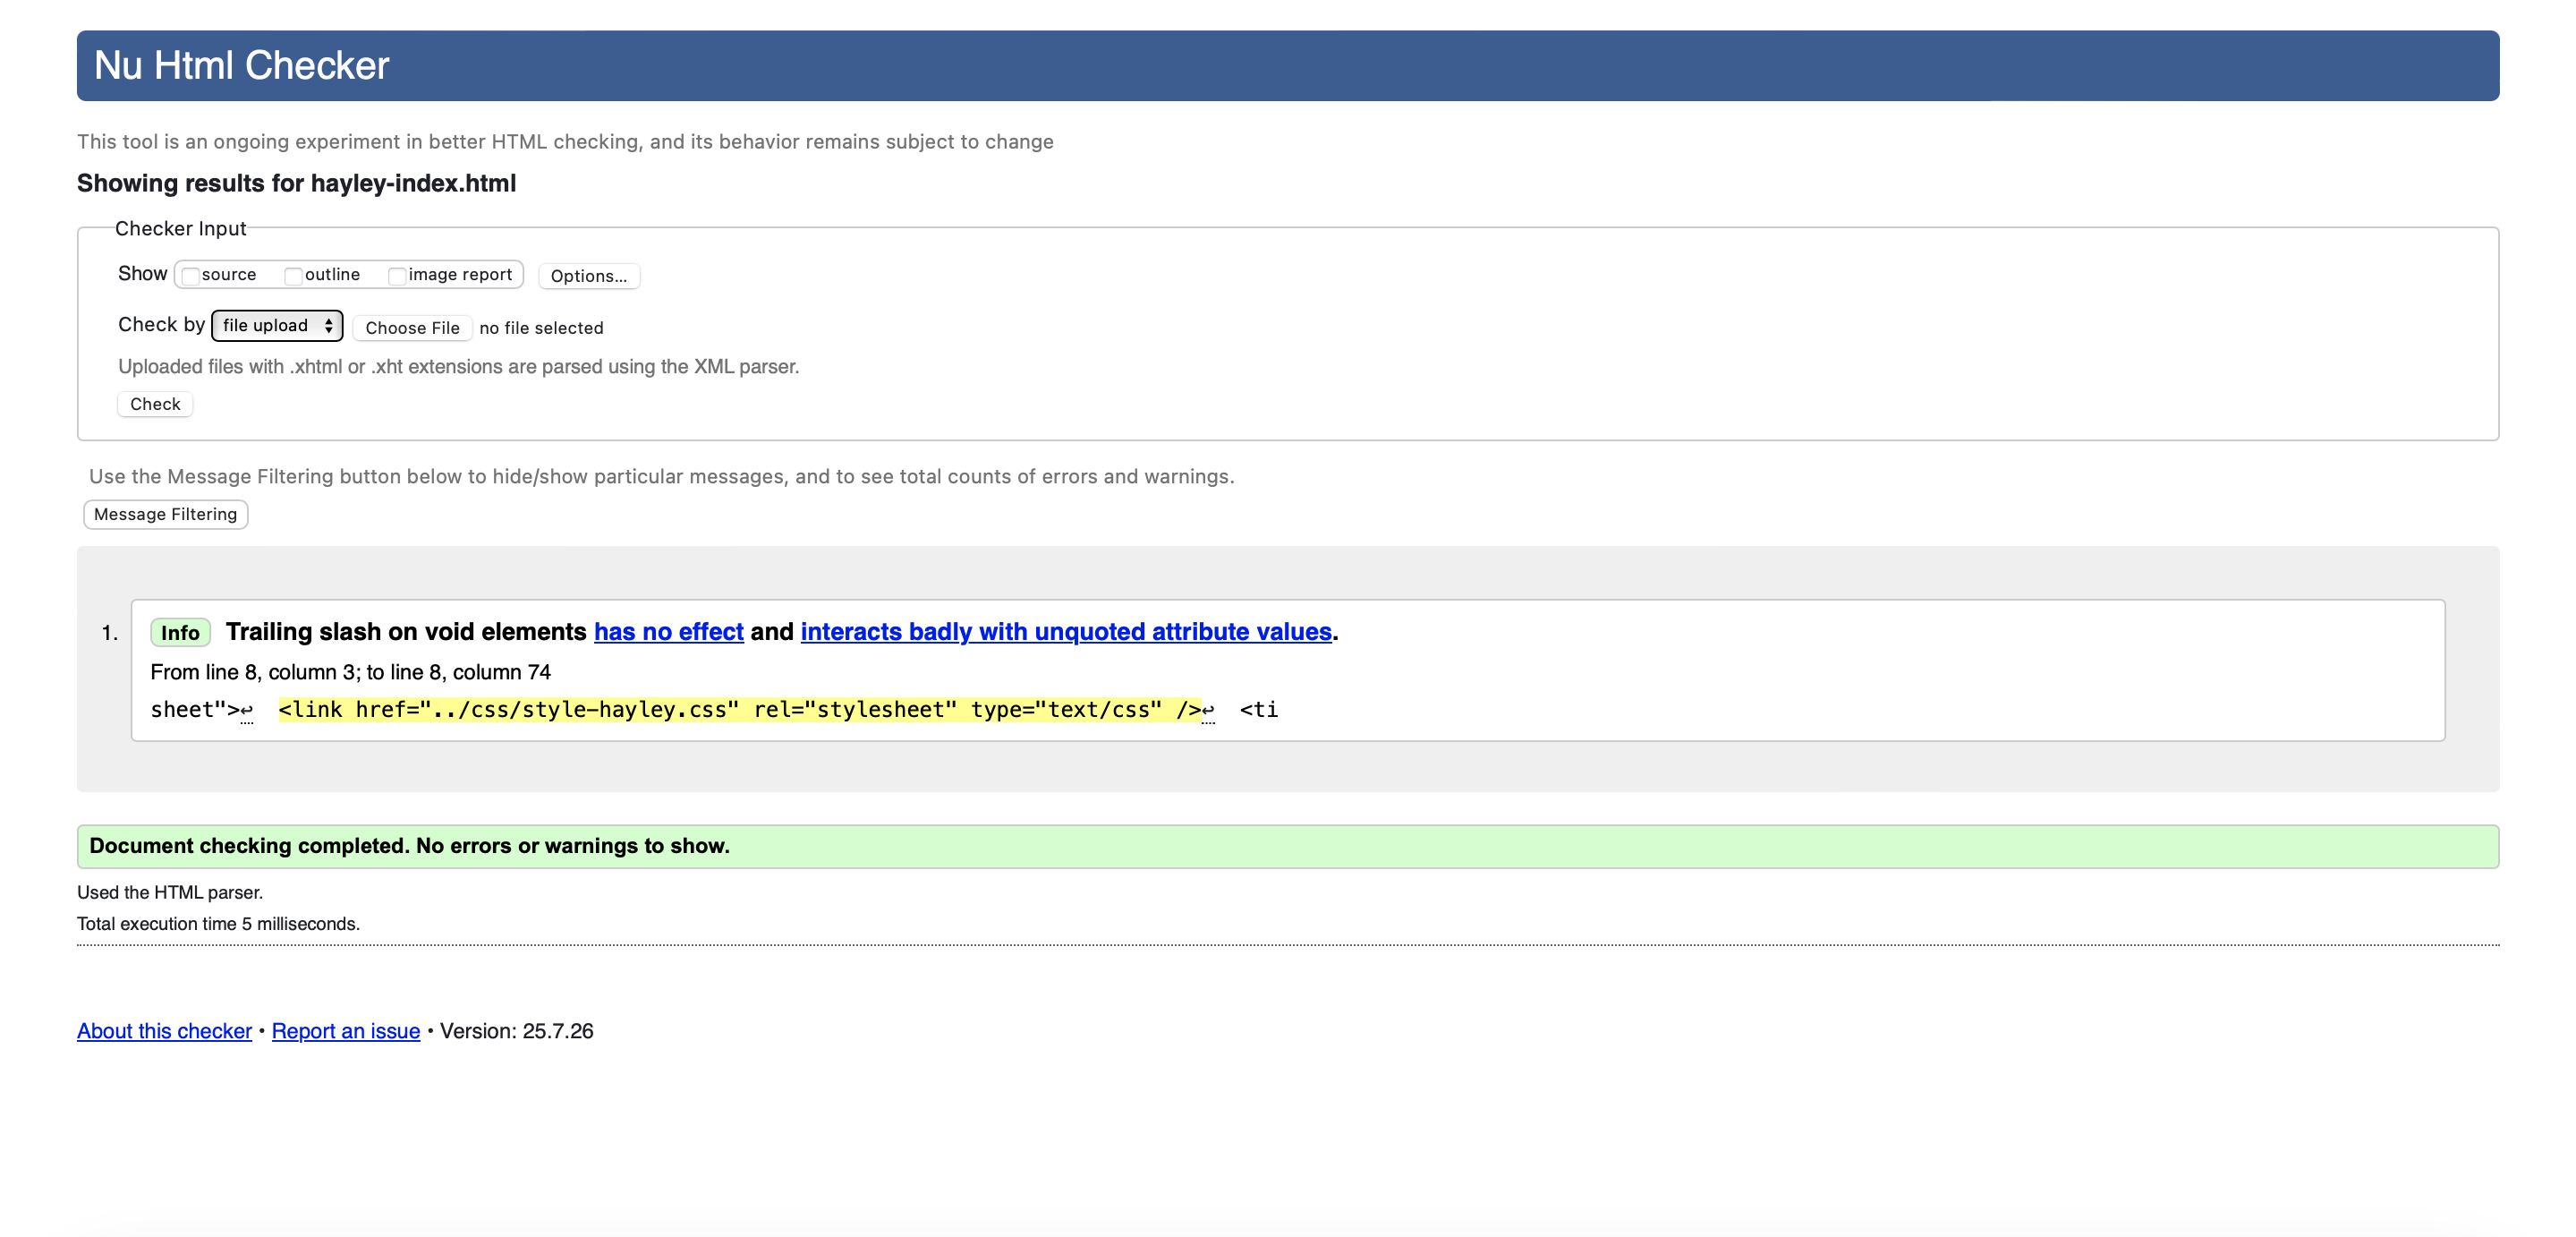 Nu Html Checker
This tool is an ongoing experiment in better HTML checking, and its behavior remains subject to change
Showing results for hayley-index.html
Checker Input
Show source outline image report Options...
Check by file upload Choose File no file selected
Uploaded files with .xhtml or .xht extensions are parsed using the XML parser.
Check
Use the Message Filtering button below to hide/show particular messages, and to see total counts of errors and warnings.
Message Filtering
1. Info Trailing slash on void elements has no effect and interacts badly with unquoted attribute values.
From line 8, column 3; to line 8, column 74
sheet">↩ <link href="../css/style-hayley.css" rel="stylesheet" type="text/css" />↩ <ti
Document checking completed. No errors or warnings to show.
Used the HTML parser.
Total execution time 5 milliseconds.
About this checker • Report an issue • Version: 25.7.26